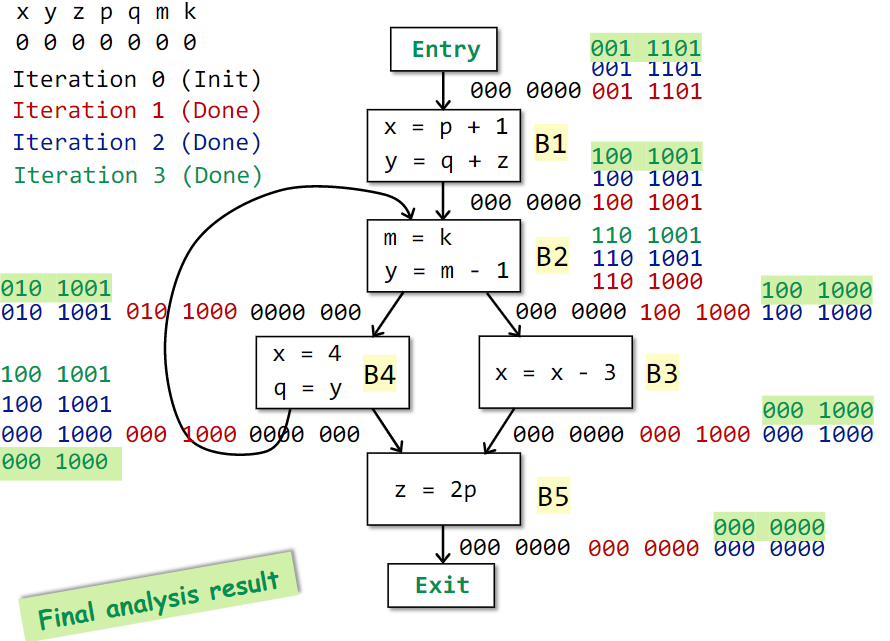 x y z p q m k
0 0 0 0 0 0 0
Iteration 0 (Init)
Iteration 1 (Done)
Iteration 2 (Done)
Iteration 3 (Done)
Entry
001 1101
001 1101
000 0000 001 1101
x = p + 1
y = q + z
B1
100 1001
100 1001
000 0000 100 1001
m = k
y = m - 1
B2
110 1001
110 1001
110 1000
010 1001
010 1001 010 1000 0000 000
100 1000
000 0000 100 1000 100 1000
x = 4
q = y
B4
x = x - 3
B3
100 1001
100 1001
000 1000 000 1000 0000 000
000 1000
000 1000
000 0000 000 1000 000 1000
z = 2p
B5
000 0000
000 0000 000 0000 000 0000
Exit
Final analysis result